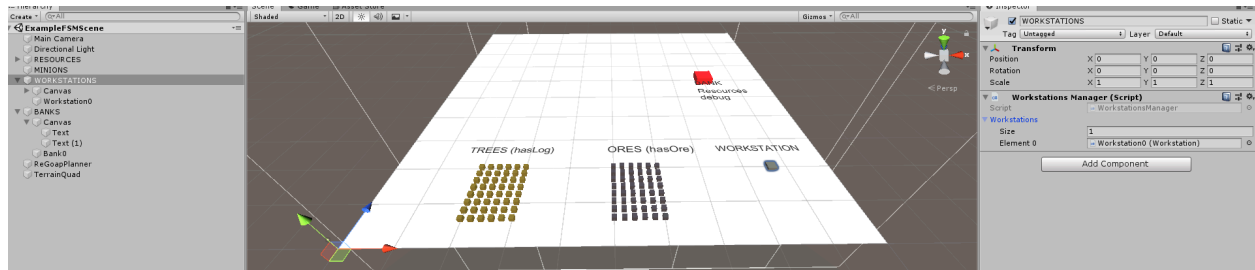 Hierarchy
Create
All
ExampleFSMScene
Main Camera
Directional Light
RESOURCES
MINIONS
WORKSTATIONS
Canvas
Workstation0
BANKS
Canvas
Text
Text (1)
Bank0
ReGoapPlanner
TerrainQuad
Scene Game Asset Store
Shaded 2D Gizmos All
y
x
Persp
BANK
Resources
debug
TREES (hasLog) ORES (hasOre) WORKSTATION
Inspector
WORKSTATIONS Static
Tag Untagged Layer Default
Transform
Position X 0 Y 0 Z 0
Rotation X 0 Y 0 Z 0
Scale X 1 Y 1 Z 1
Workstations Manager (Script)
Script WorkstationsManager
Workstations
Size 1
Element 0 Workstation0 (Workstation)
Add Component